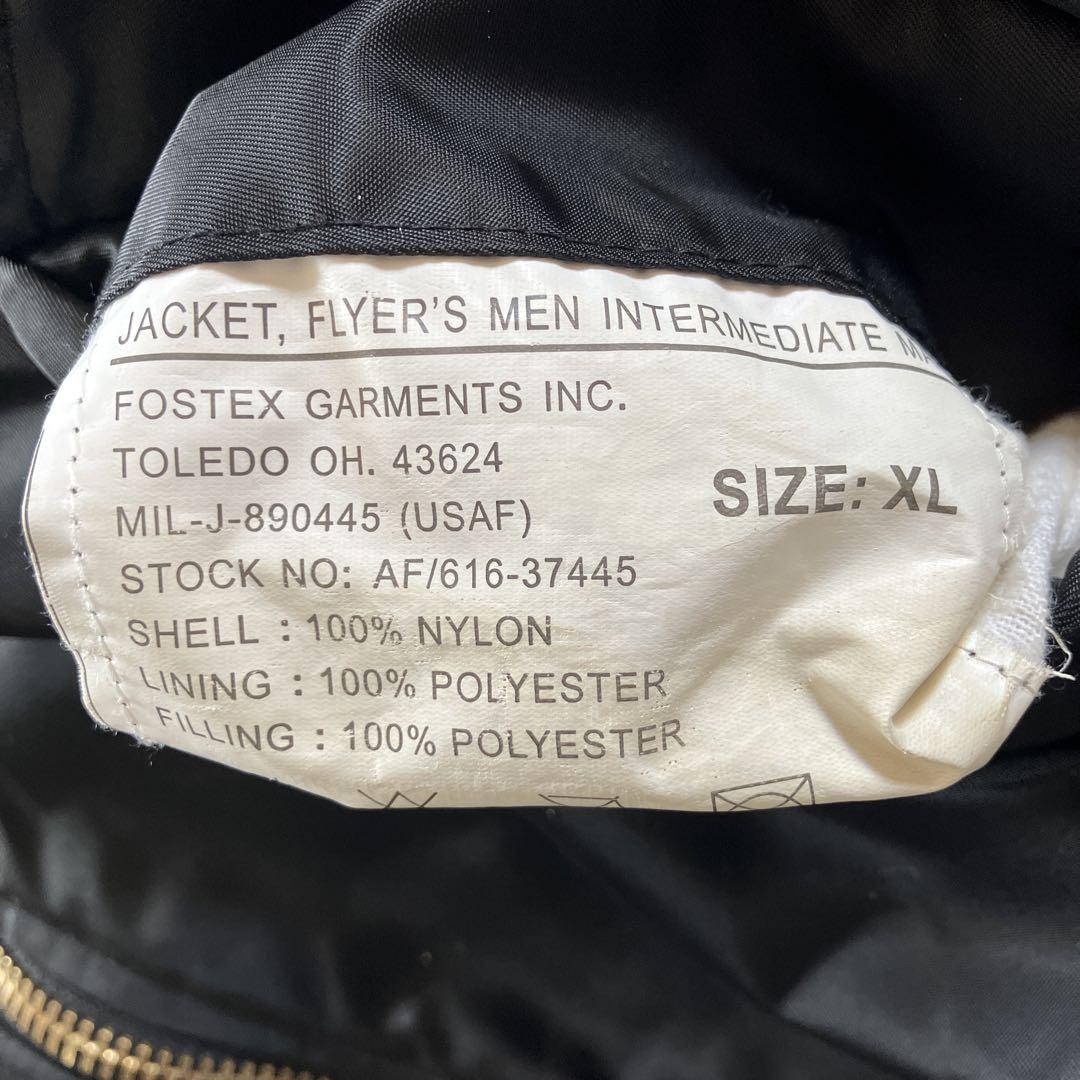 JACKET, FLYER'S MEN INTERMEDIATE
FOSTEX GARMENTS INC.
TOLEDO OH. 43624
MIL-J-890445 (USAF)
STOCK NO: AF/616-37445
SIZE: XL
SHELL : 100% NYLON
LINING : 100% POLYESTER
FILLING : 100% POLYESTER